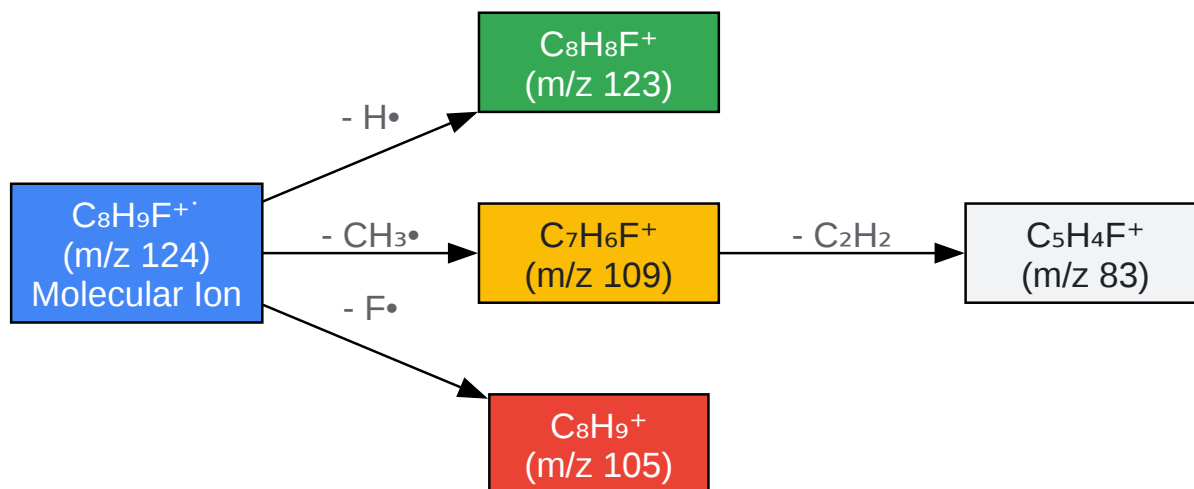 C₈H₈F⁺
(m/z 123)
- H•
C₈H₉F⁺˙
(m/z 124)
Molecular Ion
- CH₃•
C₇H₆F⁺
(m/z 109)
- C₂H₂
C₅H₄F⁺
(m/z 83)
- F•
C₈H₉⁺
(m/z 105)